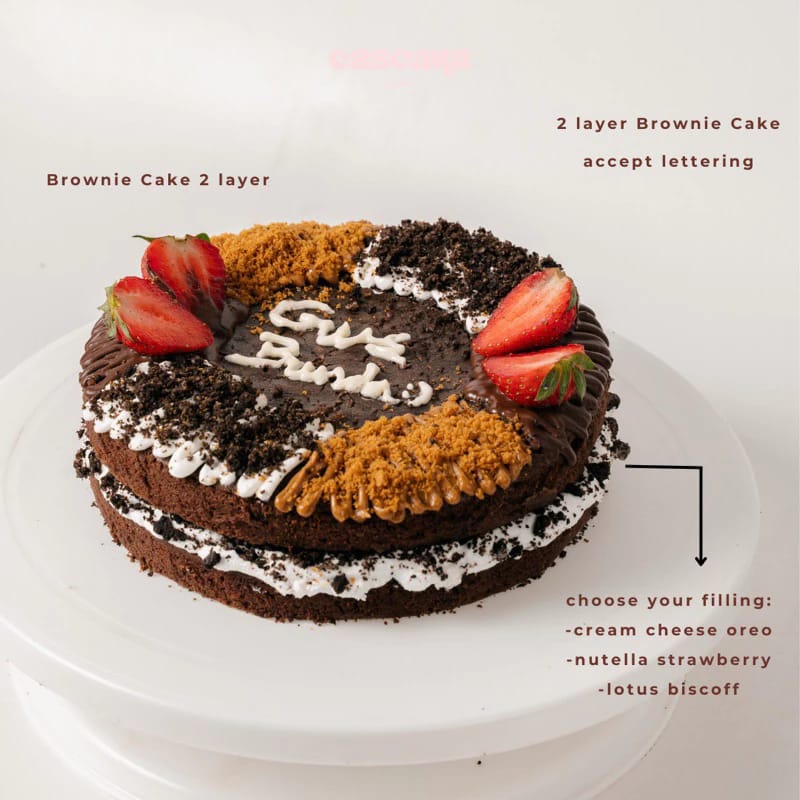 2 layer Brownie Cake
accept lettering
Brownie Cake 2 layer
choose your filling:
-cream cheese oreo
-nutella strawberry
-lotus biscoff